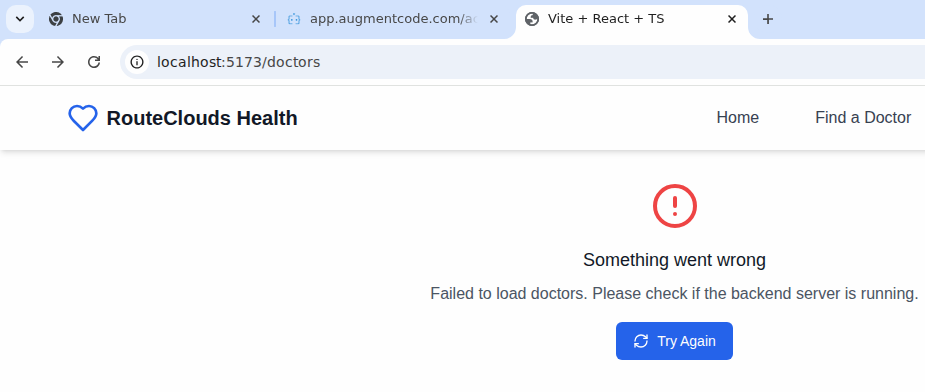 New Tab
app.augmentcode.com/ac
Vite + React + TS
localhost:5173/doctors
RouteClouds Health
Home
Find a Doctor
Something went wrong
Failed to load doctors. Please check if the backend server is running.
Try Again